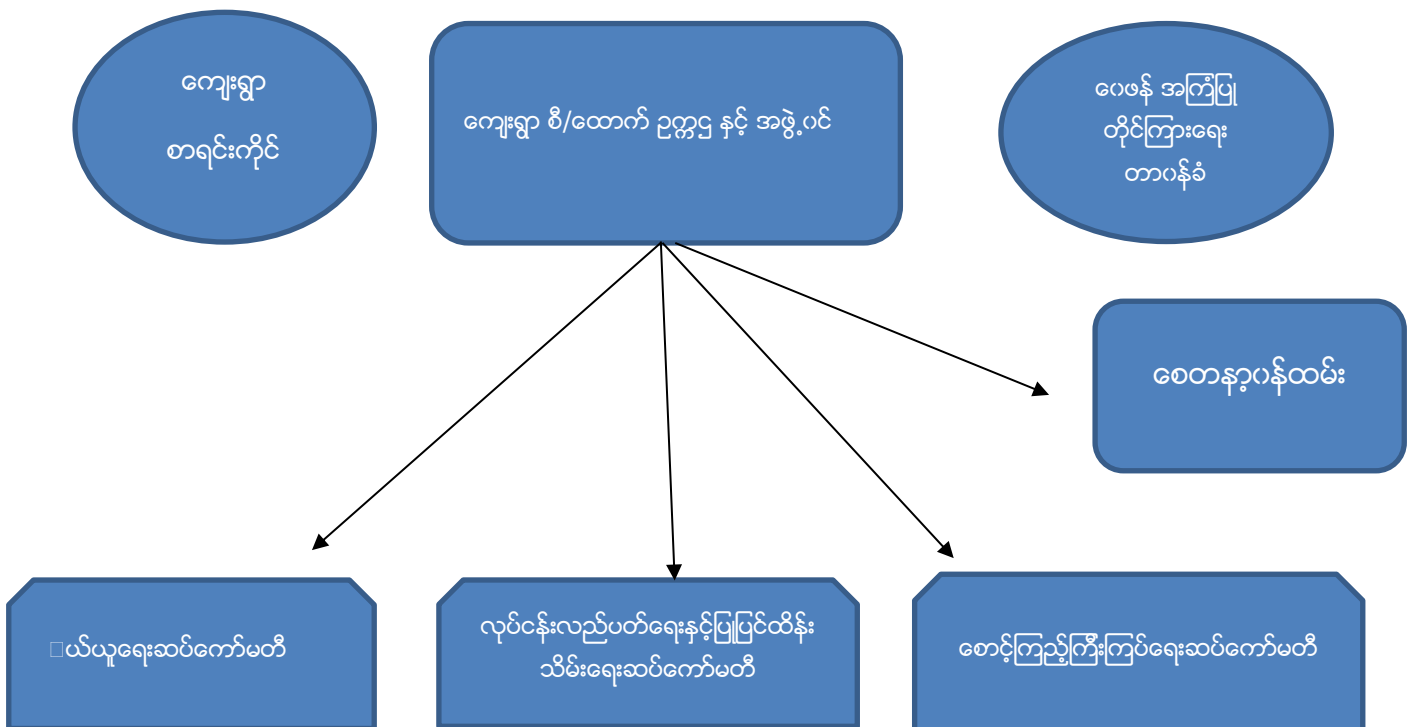 ကျေးရွာ
စာရင်းကိုင်
ကျေးရွာ စီ/ထောက် ဥက္ကဌ နှင့် အဖွဲ့ဝင်
ဝေဖန် အကြံပြု
တိုင်ကြားရေး
တာဝန်ခံ
စေတနာ့ဝန်ထမ်း
ယ်ယူရေးဆပ်ကော်မတီ
လုပ်ငန်းလည်ပတ်ရေးနှင့်ပြုပြင်ထိန်း
သိမ်းရေးဆပ်ကော်မတီ
စောင့်ကြည့်ကြီးကြပ်ရေးဆပ်ကော်မတီ